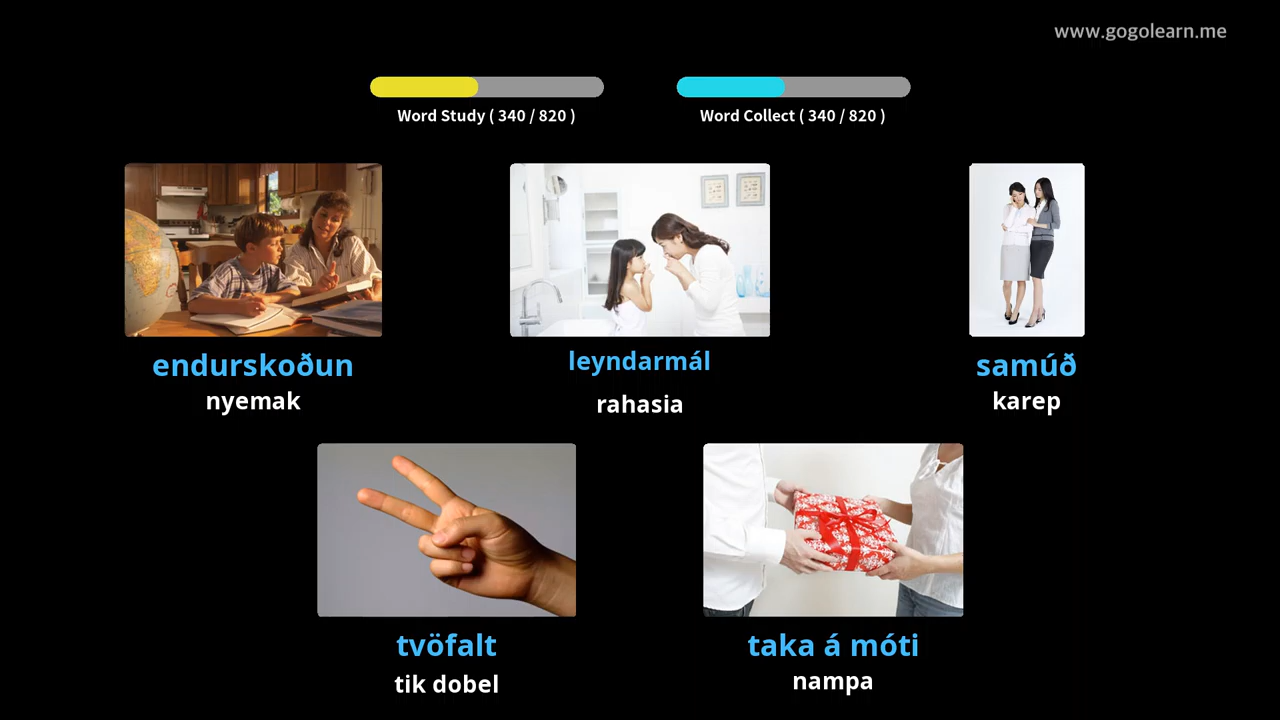 www.gogolearn.me
Word Study ( 340 / 820 )
Word Collect ( 340 / 820 )
endurskoðun
nyemak
leyndarmál
rahasia
samúð
karep
tvöfalt
tik dobel
taka á móti
nampa